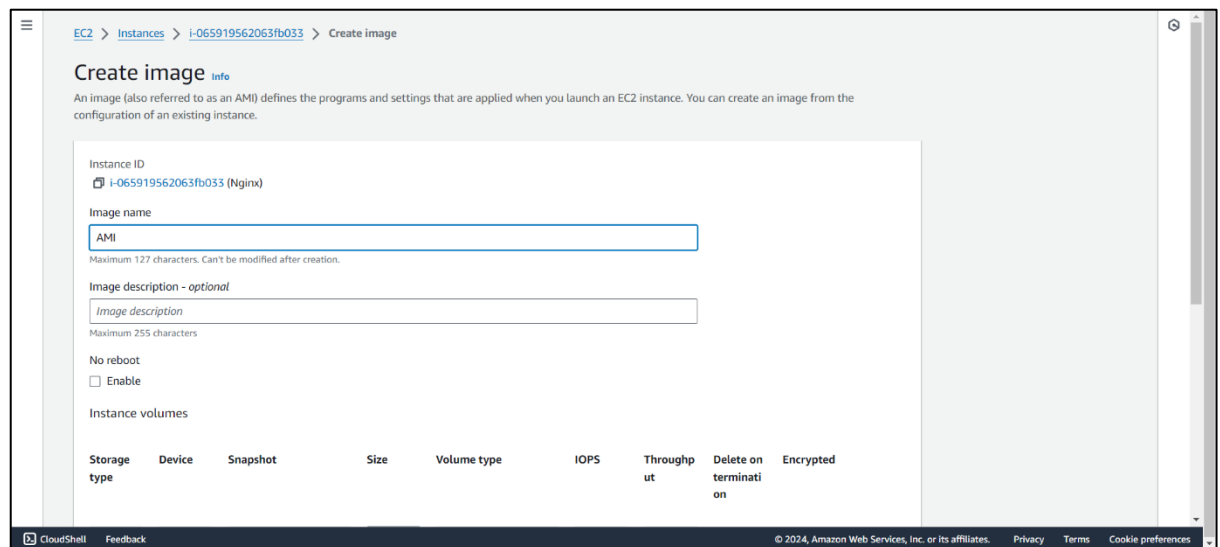 EC2 > Instances > i-065919562063fb033 > Create image
Create image Info
An image (also referred to as an AMI) defines the programs and settings that are applied when you launch an EC2 instance. You can create an image from the
configuration of an existing instance.
Instance ID
i-065919562063fb033 (Nginx)
Image name
AMI
Maximum 127 characters. Can't be modified after creation.
Image description - optional
Image description
Maximum 255 characters
No reboot
Enable
Instance volumes
Storage Device Snapshot Size Volume type IOPS Throughp Delete on Encrypted
type ut terminati
on
CloudShell Feedback © 2024, Amazon Web Services, Inc. or its affiliates. Privacy Terms Cookie preferences